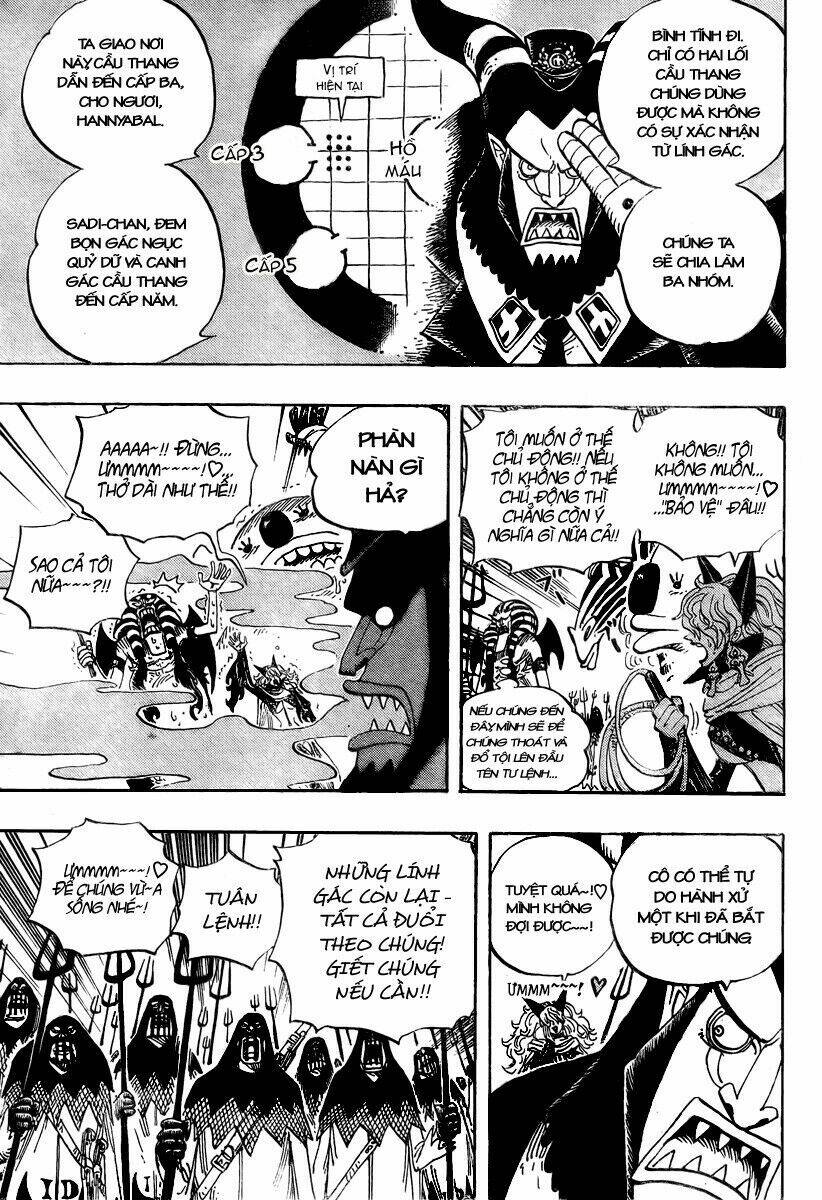 BÌNH TĨNH ĐI.
CHỈ CÓ HAI LỐI
CẦU THANG
CHÚNG DÙNG
ĐƯỢC MÀ KHÔNG
CÓ SỰ XÁC NHẬN
TỪ LÍNH GÁC.
CHÚNG TA
SẼ CHIA LÀM
BA NHÓM.
VỊ TRÍ
HIỆN TẠI
CẤP 3
HỒ
MÁU
CẤP 5
TA GIAO NƠI
NÀY CẦU THANG
DẪN ĐẾN CẤP BA,
CHO NGƯƠI,
HANNYABAL
SADI-CHAN, ĐEM
BỌN GÁC NGỤC
QUỶ DỮ VÀ CANH
GÁC CẦU THANG
ĐẾN CẤP NĂM.
KHÔNG!! TÔI
KHÔNG MUỐN...
ƯMMMM~~~~!♡
..."BẢO VỆ" ĐÂU!!
TÔI MUỐN Ở THẾ
CHỦ ĐỘNG!! NẾU
TÔI KHÔNG Ở THẾ
CHỦ ĐỘNG THÌ
CHẲNG CÒN Ý
NGHĨA GÌ NỮA CẢ!!
NẾU CHÚNG ĐẾN
ĐÂY, MÌNH SẼ ĐỂ
CHÚNG THOÁT VÀ
ĐỔ TỘI LÊN ĐẦU
TÊN TƯ LỆNH...
PHÀN
NÀN GÌ
HẢ?
AAAAA~!! ĐỪNG...
ƯMMMM~~~~!♡...
THỞ DÀI NHƯ THẾ!!
SAO CẢ TÔI
NỮA~~~?!!
CÔ CÓ THỂ TỰ
DO HÀNH XỬ
MỘT KHI ĐÃ BẮT
ĐƯỢC CHÚNG
TUYỆT QUÁ~!♡
MÌNH KHÔNG
ĐỢI ĐƯỢC~~!
ƯMMM~~! ♡
NHỮNG LÍNH
GÁC CÒN LẠI -
TẤT CẢ ĐUỔI
THEO CHÚNG!
GIẾT CHÚNG
NẾU CẦN!!
TUÂN
LỆNH!!
ƯMMMM~~~!♡
ĐỂ CHÚNG VỨ-A
SỐNG NHÉ~!
ID
I